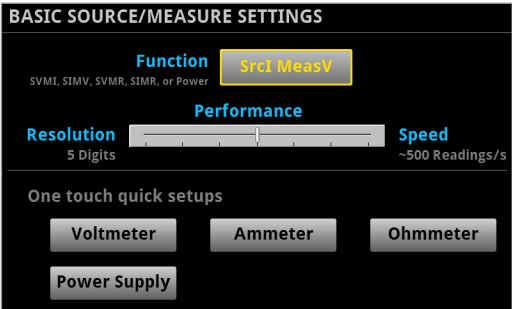 BASIC SOURCE/MEASURE SETTINGS
Function
SrcI MeasV
SVMI, SIMV, SVMR, SIMR, or Power
Performance
Resolution
Speed
5 Digits
~500 Readings/s
One touch quick setups
Voltmeter
Ammeter
Ohmmeter
Power Supply